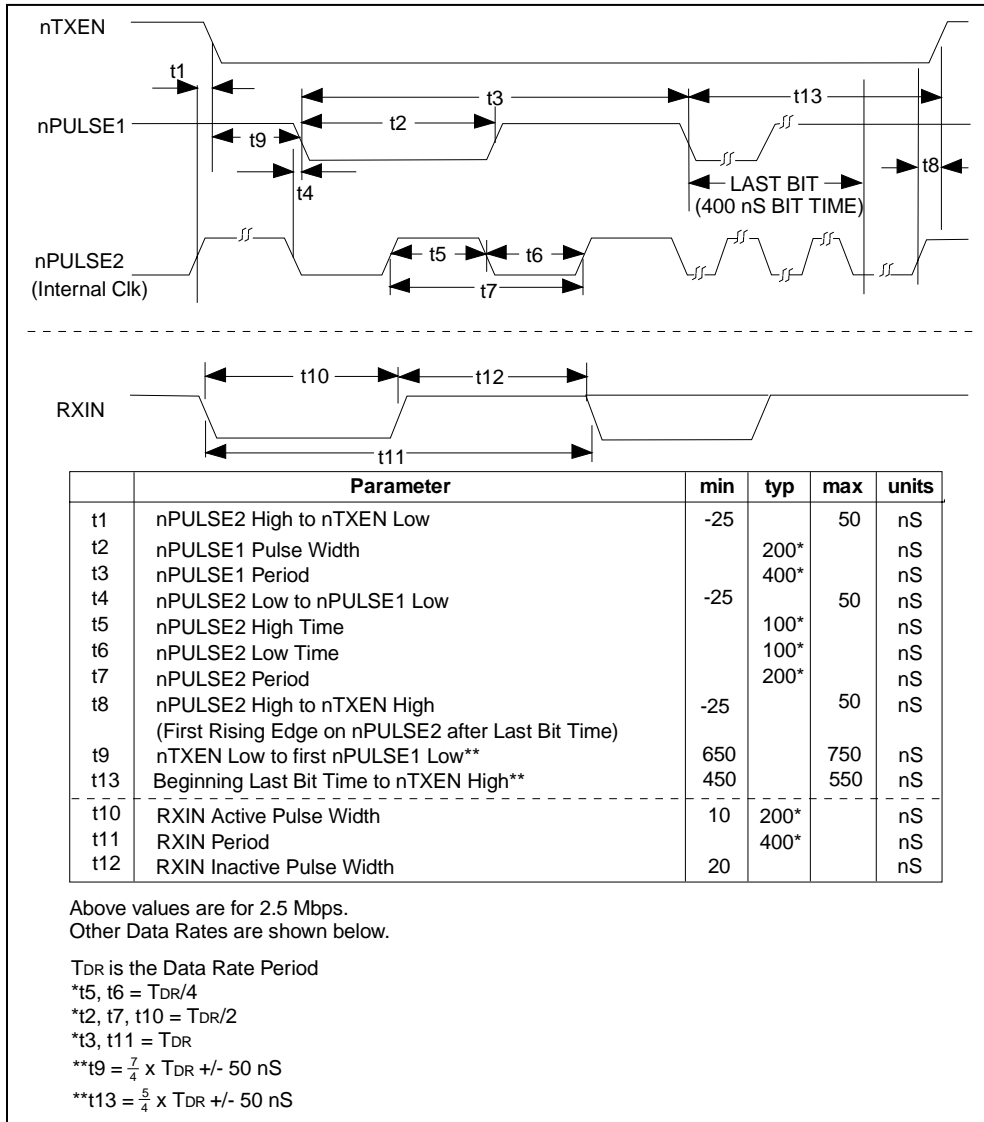 nTXEN
t1
t3
t13
nPULSE1
t2
t9
t4
t8
LAST BIT
(400 nS BIT TIME)
nPULSE2
(Internal Clk)
t5
t6
t7
t10
t12
RXIN
t11
Parameter min typ max units
t1 nPULSE2 High to nTXEN Low -25 50 nS
t2 nPULSE1 Pulse Width 200* nS
t3 nPULSE1 Period 400* nS
t4 nPULSE2 Low to nPULSE1 Low -25 50 nS
t5 nPULSE2 High Time 100* nS
t6 nPULSE2 Low Time 100* nS
t7 nPULSE2 Period 200* nS
t8 nPULSE2 High to nTXEN High -25 50 nS
(First Rising Edge on nPULSE2 after Last Bit Time)
t9 nTXEN Low to first nPULSE1 Low** 650 750 nS
t13 Beginning Last Bit Time to nTXEN High** 450 550 nS
t10 RXIN Active Pulse Width 10 200* nS
t11 RXIN Period 400* nS
t12 RXIN Inactive Pulse Width 20 nS
Above values are for 2.5 Mbps.
Other Data Rates are shown below.
TDR is the Data Rate Period
*t5, t6 = TDR/4
*t2, t7, t10 = TDR/2
*t3, t11 = TDR
**t9 = 7/4 x TDR +/- 50 nS
**t13 = 5/4 x TDR +/- 50 nS